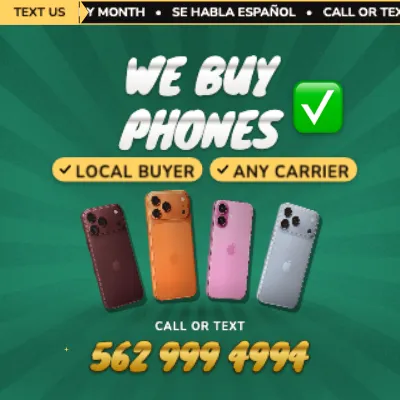 TEXT US
Y MONTH • SE HABLA ESPAÑOL • CALL OR TEX
WE BUY
PHONES
LOCAL BUYER
ANY CARRIER
CALL OR TEXT
562 999 4994